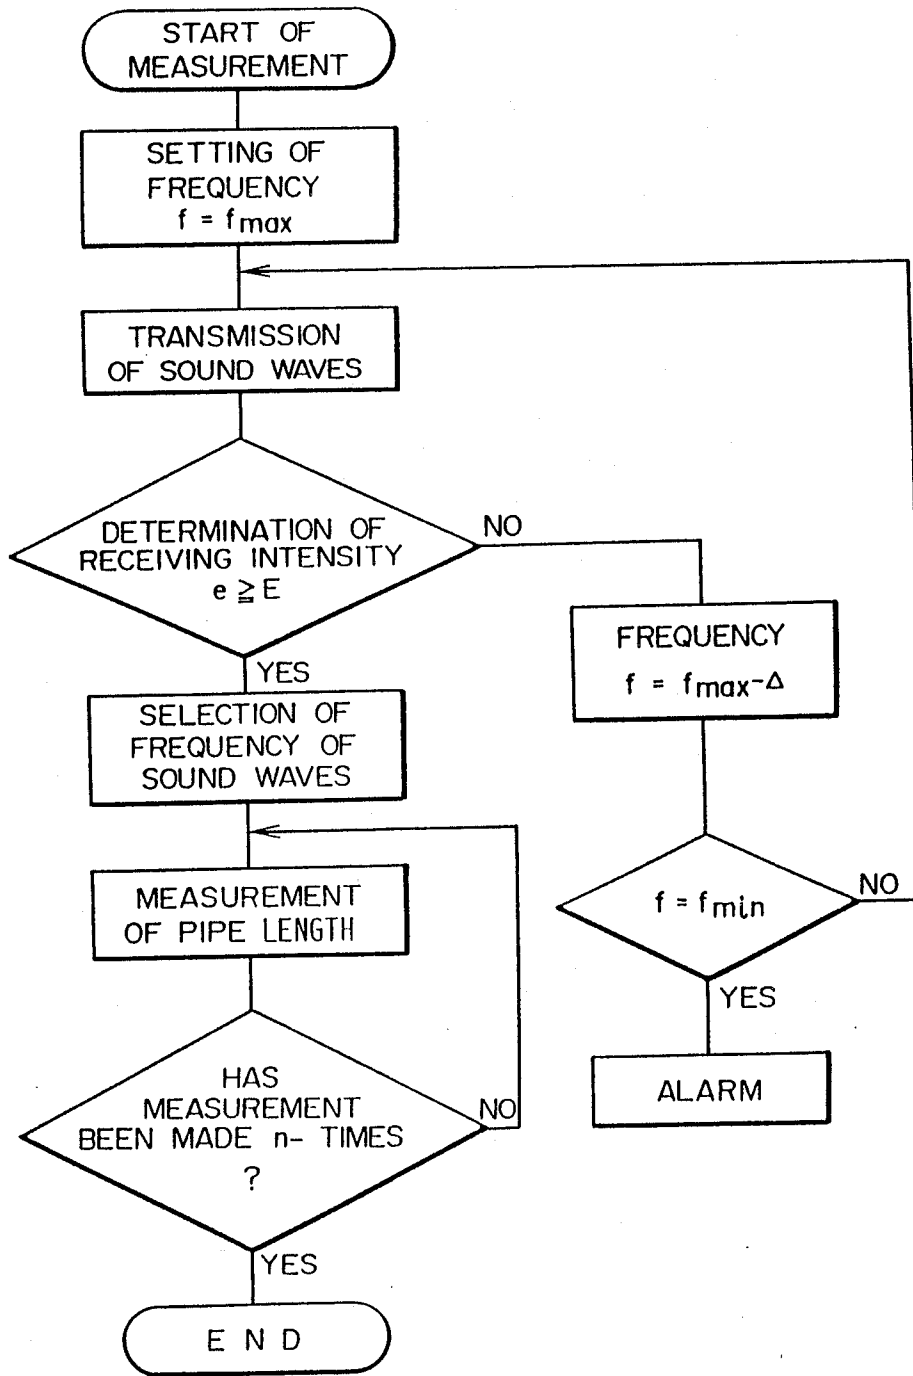 START OF
MEASUREMENT
SETTING OF
FREQUENCY
f = fmax
TRANSMISSION
OF SOUND WAVES
DETERMINATION OF
RECEIVING INTENSITY
e ≧ E
NO
YES
FREQUENCY
f = fmax-Δ
SELECTION OF
FREQUENCY OF
SOUND WAVES
MEASUREMENT
OF PIPE LENGTH
f = fmin
NO
YES
ALARM
HAS
MEASUREMENT
BEEN MADE n- TIMES
?
NO
YES
END